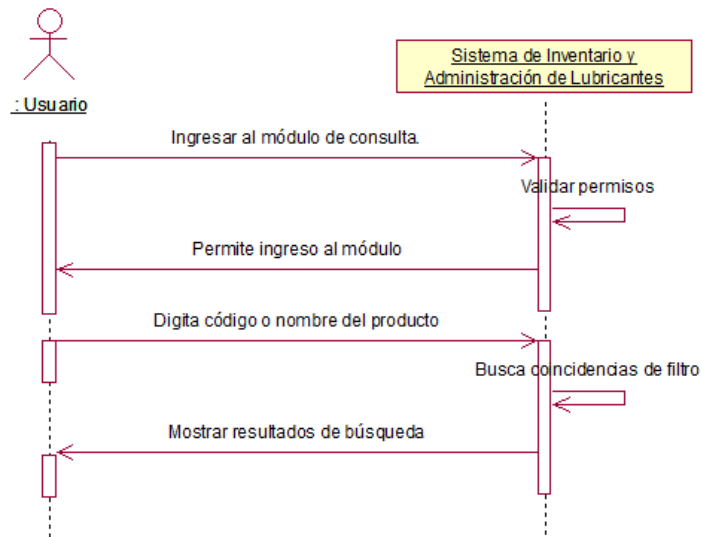 Sistema de Inventario y
Administración de Lubricantes
: Usuario
Ingresar al módulo de consulta.
Validar permisos
Permite ingreso al módulo
Digita código o nombre del producto
Busca coincidencias de filtro
Mostrar resultados de búsqueda